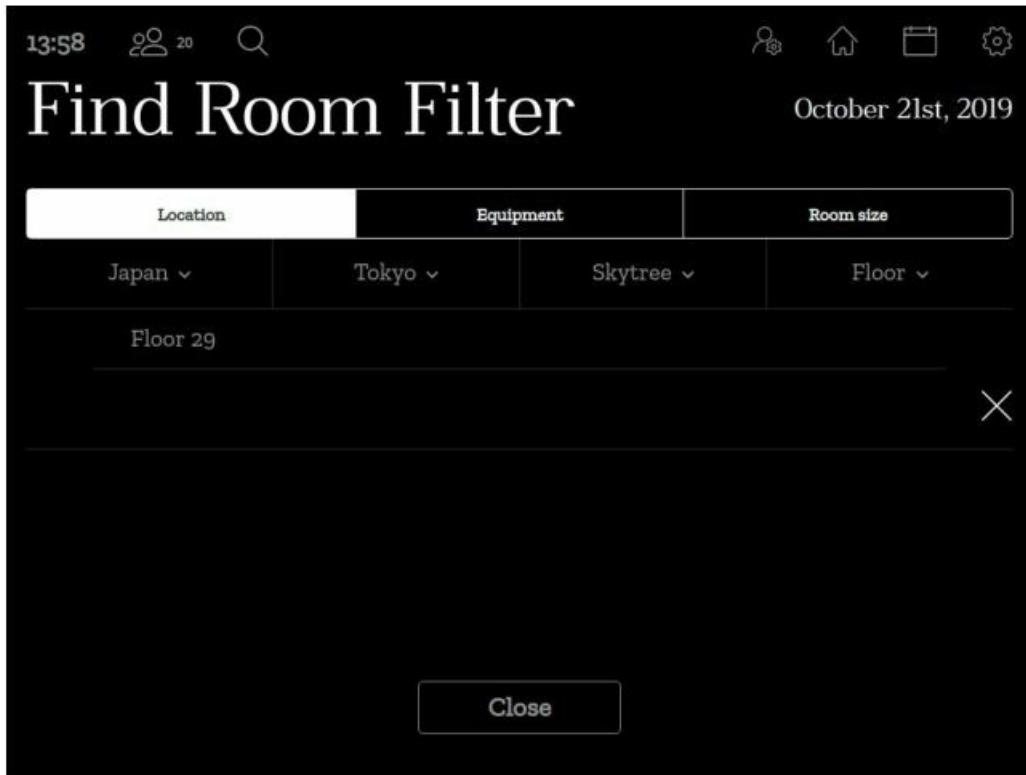 13:58 20
Find Room Filter
October 21st, 2019
Location Equipment Room size
Japan Tokyo Skytree Floor
Floor 29
Close